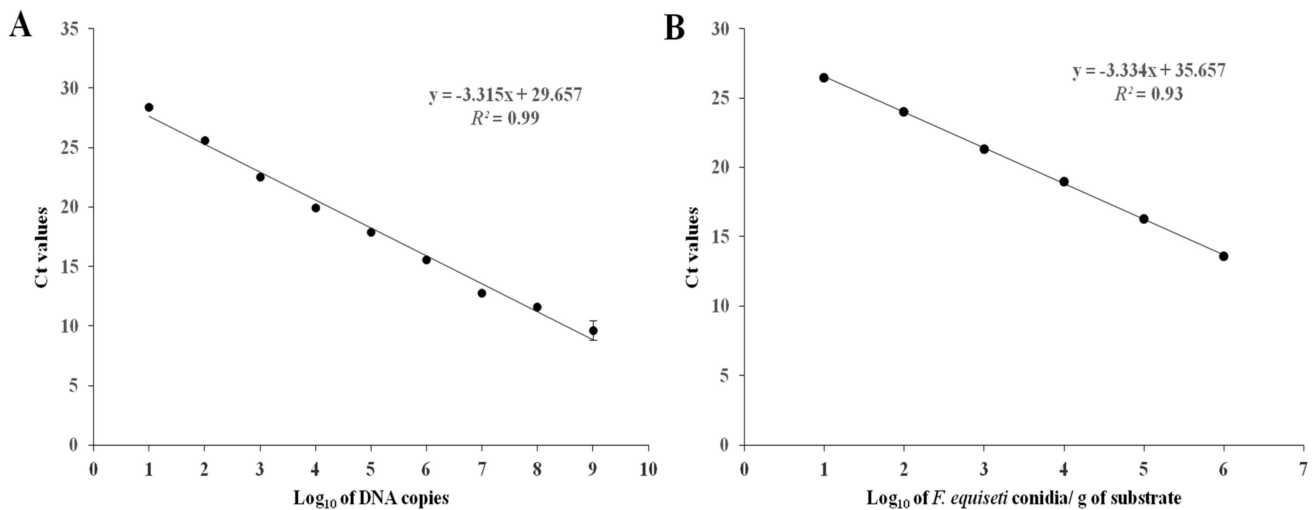 A
35
30
25
20
15
10
5
0
Ct values
y = -3.315x + 29.657
R² = 0.99
0 1 2 3 4 5 6 7 8 9 10
Log₁₀ of DNA copies
B
30
25
20
15
10
5
0
Ct values
y = -3.334x + 35.657
R² = 0.93
0 1 2 3 4 5 6 7
Log₁₀ of F. equiseti conidia/ g of substrate